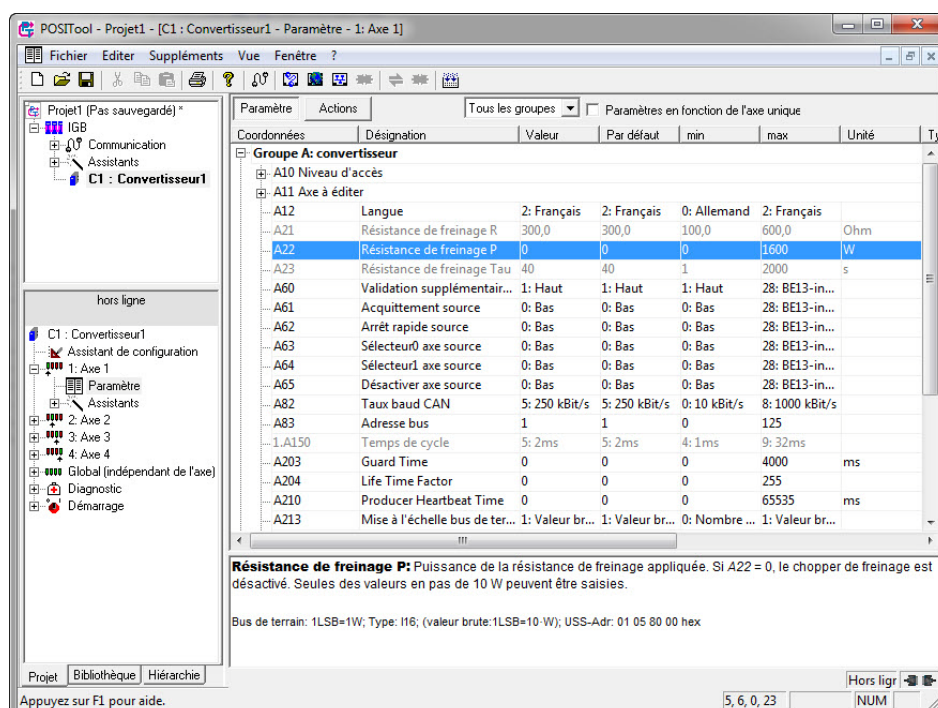 POSITool - Projet1 - [C1 : Convertisseur1 - Paramètre - 1: Axe 1]
Fichier Editer Suppléments Vue Fenêtre ?
Projet1 (Pas sauvegardé) *
IGB
Communication
Assistants
C1 : Convertisseur1
hors ligne
C1 : Convertisseur1
Assistant de configuration
1: Axe 1
Paramètre
Assistants
2: Axe 2
3: Axe 3
4: Axe 4
Global (indépendant de l'axe)
Diagnostic
Démarrage
Projet Bibliothèque Hiérarchie
Paramètre Actions Tous les groupes Paramètres en fonction de l'axe unique
Coordonnées Désignation Valeur Par défaut min max Unité Ty
Groupe A: convertisseur
A10 Niveau d'accès
A11 Axe à éditer
A12 Langue 2: Français 2: Français 0: Allemand 2: Français
A21 Résistance de freinage R 300,0 300,0 100,0 600,0 Ohm
A22 Résistance de freinage P 0 0 0 1600 W
A23 Résistance de freinage Tau 40 40 1 2000 s
A60 Validation supplémentair... 1: Haut 1: Haut 1: Haut 28: BE13-in...
A61 Acquittement source 0: Bas 0: Bas 0: Bas 28: BE13-in...
A62 Arrêt rapide source 0: Bas 0: Bas 0: Bas 28: BE13-in...
A63 Sélecteur0 axe source 0: Bas 0: Bas 0: Bas 28: BE13-in...
A64 Sélecteur1 axe source 0: Bas 0: Bas 0: Bas 28: BE13-in...
A65 Désactiver axe source 0: Bas 0: Bas 0: Bas 28: BE13-in...
A82 Taux baud CAN 5: 250 kBit/s 5: 250 kBit/s 0: 10 kBit/s 8: 1000 kBit/s
A83 Adresse bus 1 1 0 125
1.A150 Temps de cycle 5: 2ms 5: 2ms 4: 1ms 9: 32ms
A203 Guard Time 0 0 0 4000 ms
A204 Life Time Factor 0 0 0 255
A210 Producer Heartbeat Time 0 0 0 65535 ms
A213 Mise à l'échelle bus de ter... 1: Valeur br... 1: Valeur br... 0: Nombre ... 1: Valeur br...
Résistance de freinage P: Puissance de la résistance de freinage appliquée. Si A22 = 0, le chopper de freinage est
désactivé. Seules des valeurs en pas de 10 W peuvent être saisies.
Bus de terrain: 1LSB=1W; Type: I16; (valeur brute:1LSB=10·W); USS-Adr: 01 05 80 00 hex
Hors ligr
Appuyez sur F1 pour aide. 5, 6, 0, 23 NUM